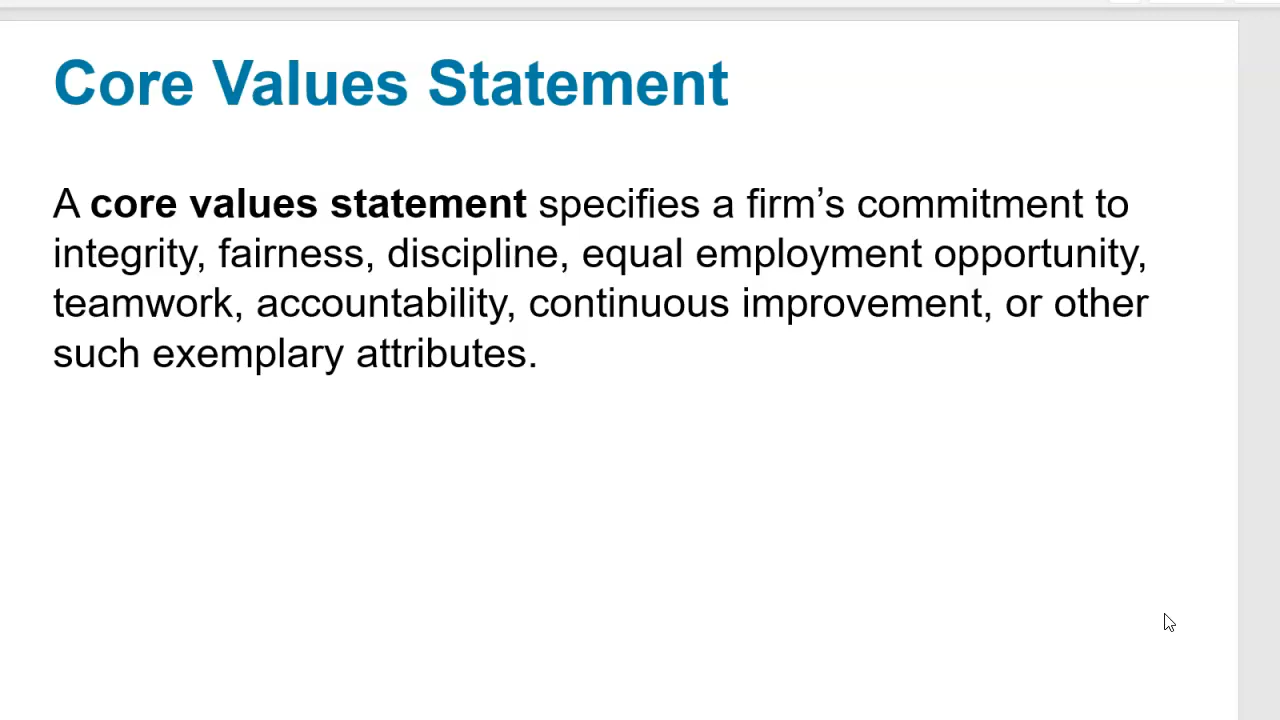 Core Values Statement
A core values statement specifies a firm’s commitment to
integrity, fairness, discipline, equal employment opportunity,
teamwork, accountability, continuous improvement, or other
such exemplary attributes.